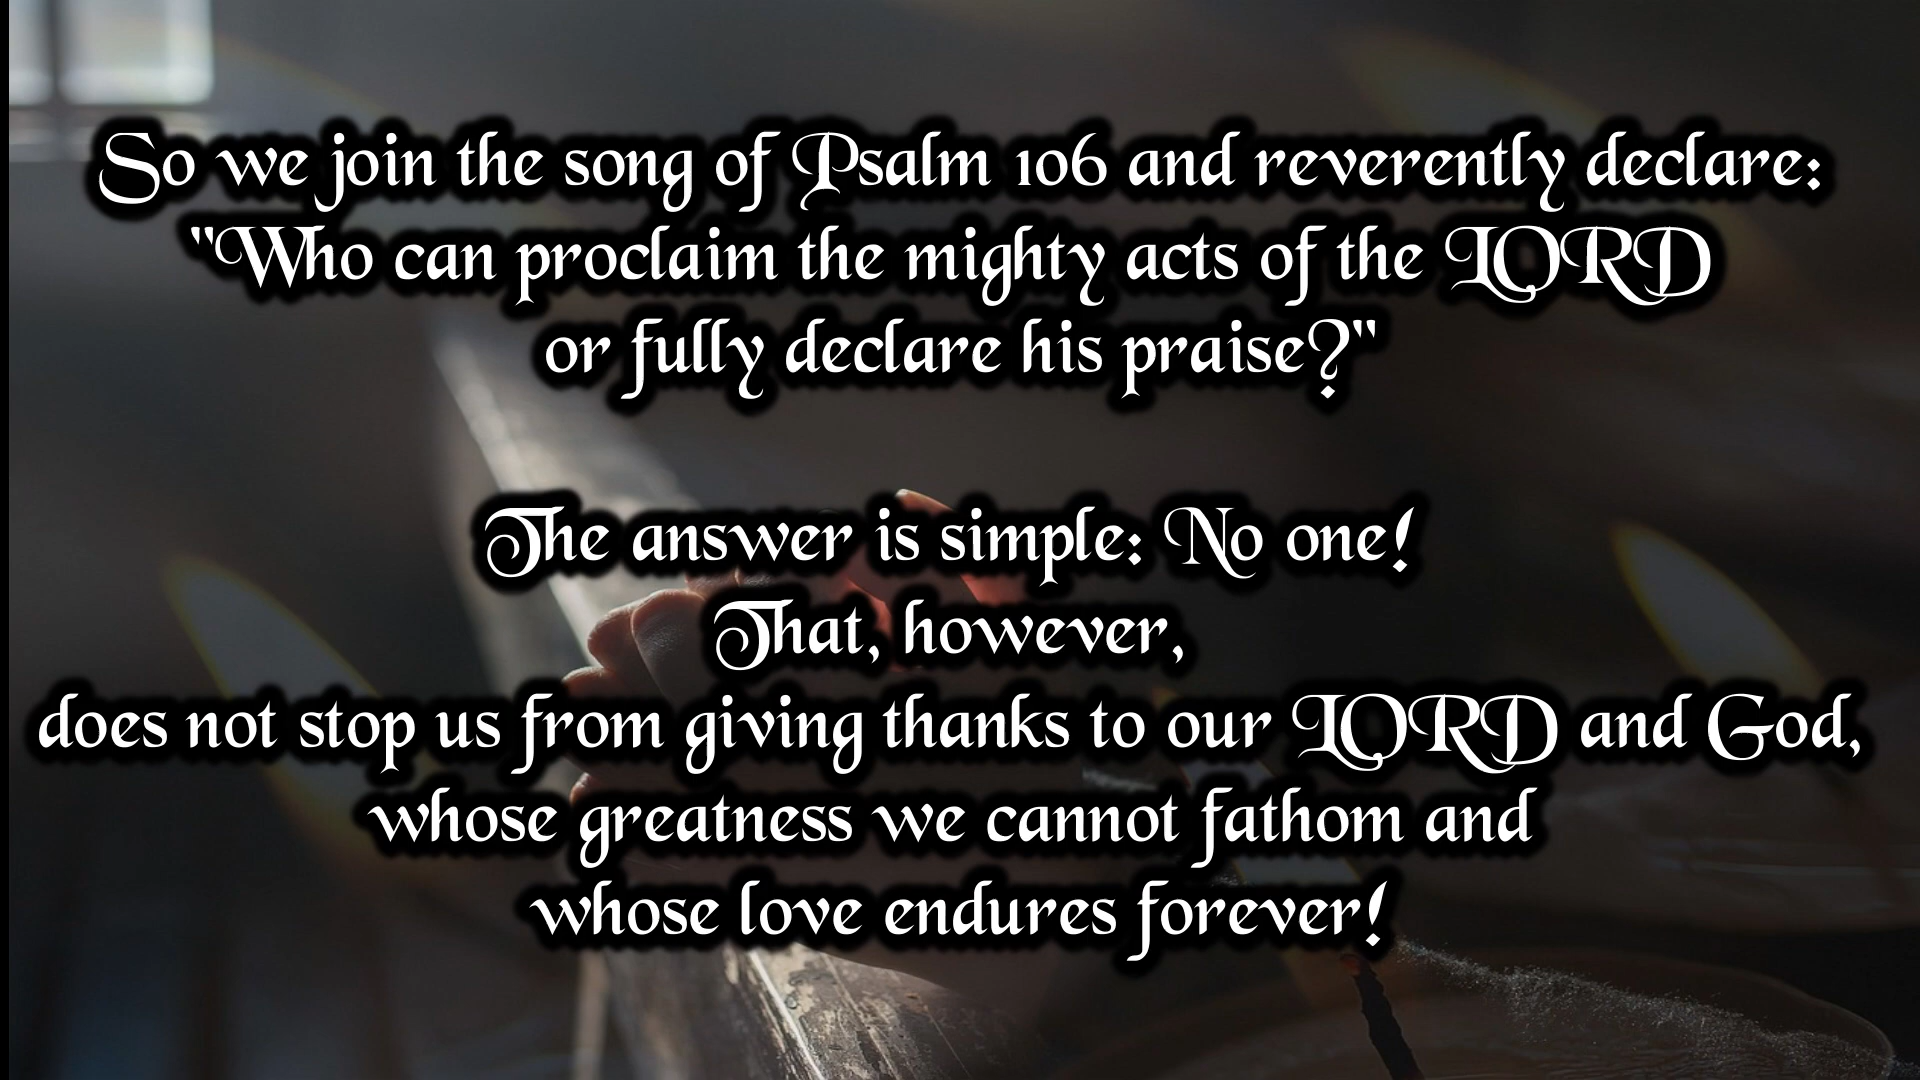 So we join the song of Psalm 106 and reverently declare:
"Who can proclaim the mighty acts of the LORD
or fully declare his praise?"
The answer is simple: No one!
That, however,
does not stop us from giving thanks to our LORD and God,
whose greatness we cannot fathom and
whose love endures forever!